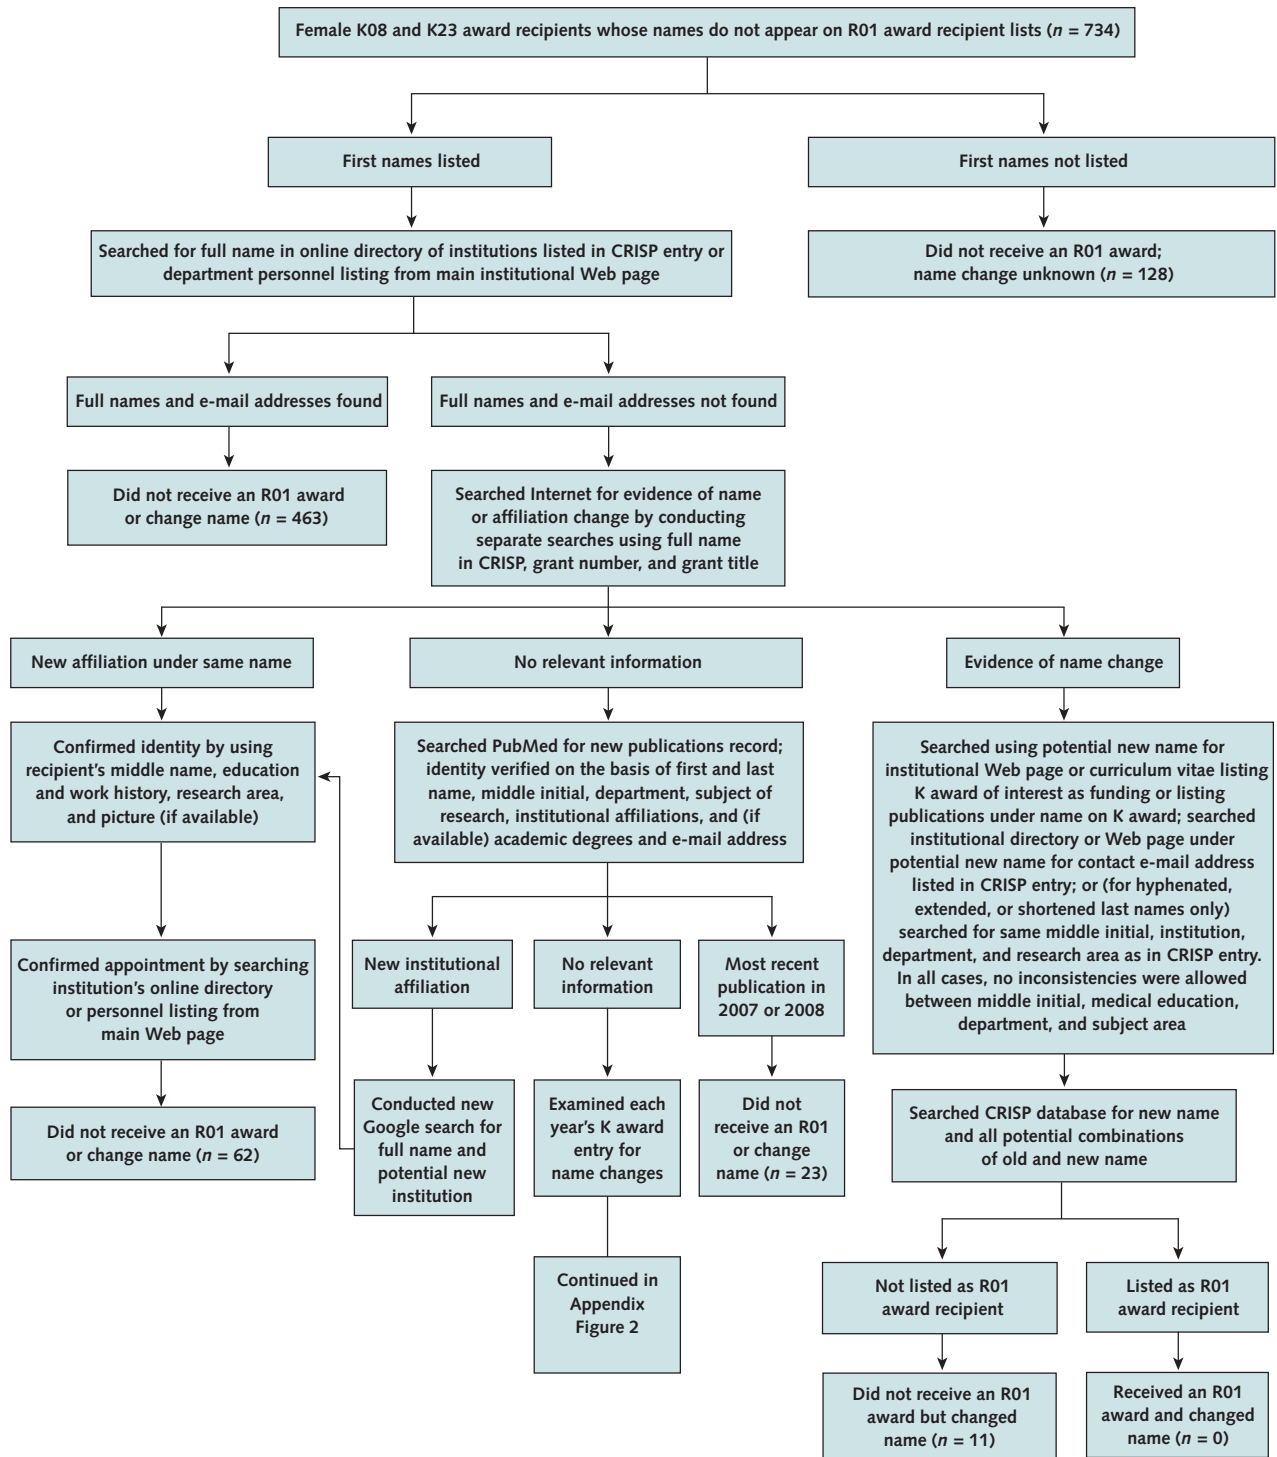 Female K08 and K23 award recipients whose names do not appear on R01 award recipient lists (n = 734)
First names listed
First names not listed
Searched for full name in online directory of institutions listed in CRISP entry or
department personnel listing from main institutional Web page
Did not receive an R01 award;
name change unknown (n = 128)
Full names and e-mail addresses found
Full names and e-mail addresses not found
Did not receive an R01 award
or change name (n = 463)
Searched Internet for evidence of name
or affiliation change by conducting
separate searches using full name
in CRISP, grant number, and grant title
New affiliation under same name
No relevant information
Evidence of name change
Confirmed identity by using
recipient's middle name, education
and work history, research area,
and picture (if available)
Searched PubMed for new publications record;
identity verified on the basis of first and last
name, middle initial, department, subject of
research, institutional affiliations, and (if
available) academic degrees and e-mail address
Searched using potential new name for
institutional Web page or curriculum vitae listing
K award of interest as funding or listing
publications under name on K award; searched
institutional directory or Web page under
potential new name for contact e-mail address
listed in CRISP entry; or (for hyphenated,
extended, or shortened last names only)
searched for same middle initial, institution,
department, and research area as in CRISP entry.
In all cases, no inconsistencies were allowed
between middle initial, medical education,
department, and subject area
Confirmed appointment by searching
institution's online directory
or personnel listing from
main Web page
New institutional
affiliation
No relevant
information
Most recent
publication in
2007 or 2008
Did not receive an R01 award
or change name (n = 62)
Conducted new
Google search for
full name and
potential new
institution
Examined each
year's K award
entry for
name changes
Did not
receive an R01
or change
name (n = 23)
Searched CRISP database for new name
and all potential combinations
of old and new name
Continued in
Appendix
Figure 2
Not listed as R01
award recipient
Listed as R01
award recipient
Did not receive an R01
award but changed
name (n = 11)
Received an R01
award and changed
name (n = 0)